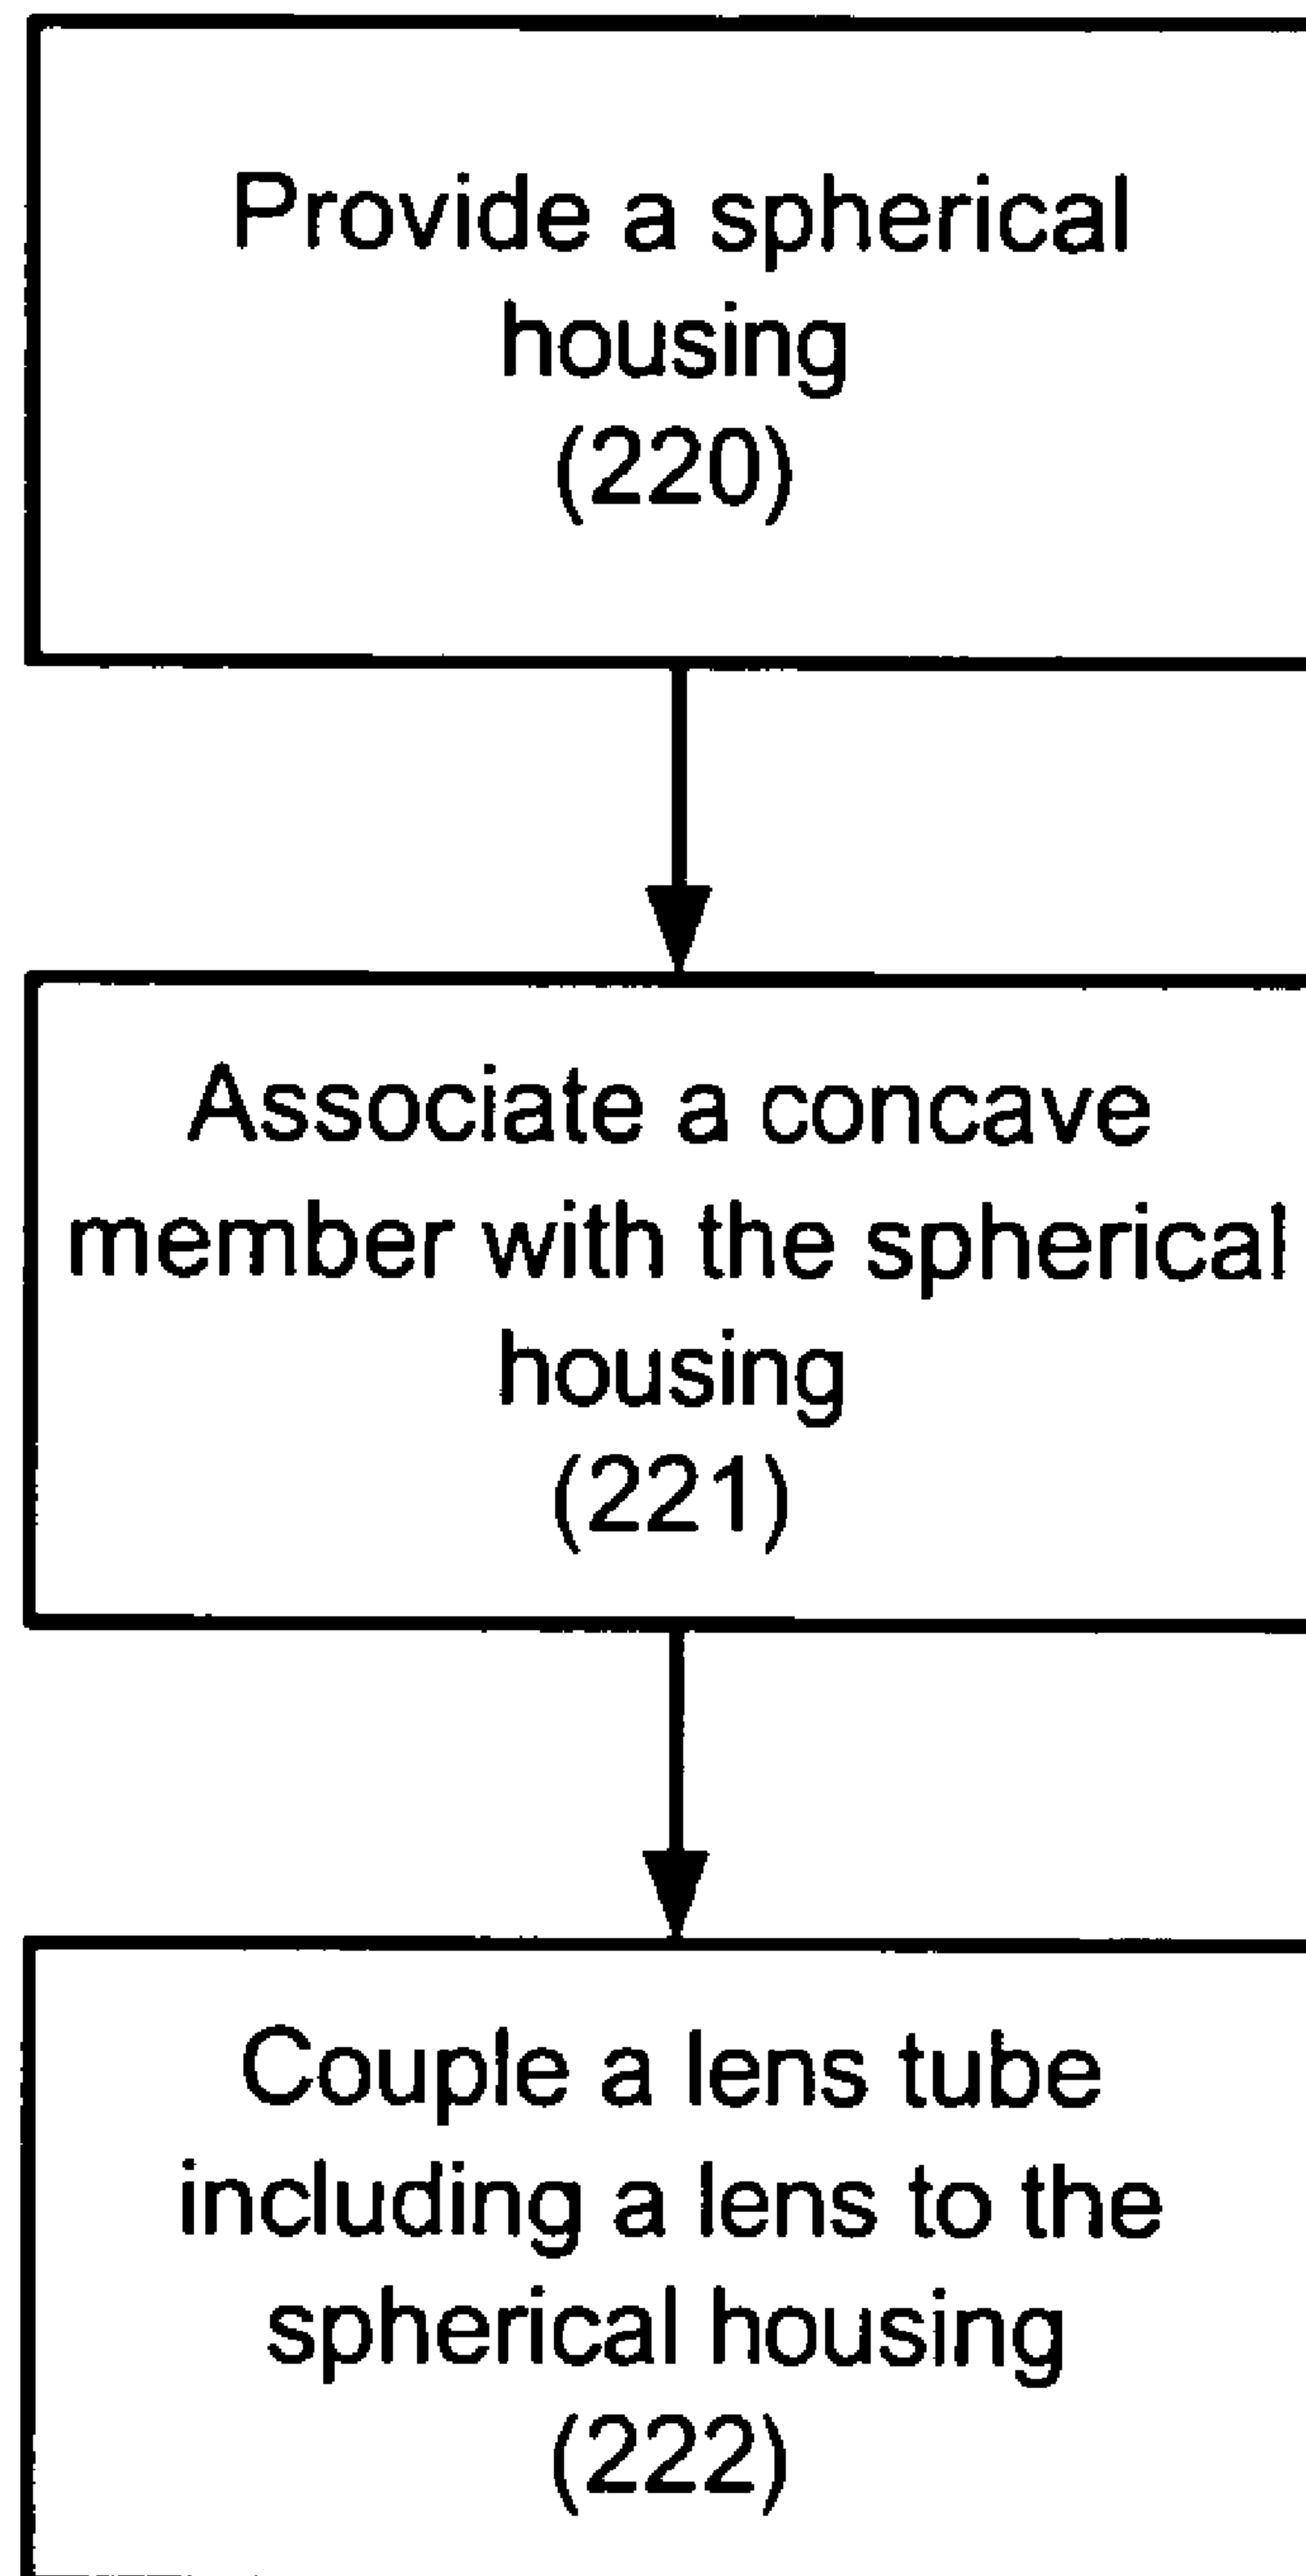 Provide a spherical
housing
(220)
Associate a concave
member with the spherical
housing
(221)
Couple a lens tube
including a lens to the
spherical housing
(222)